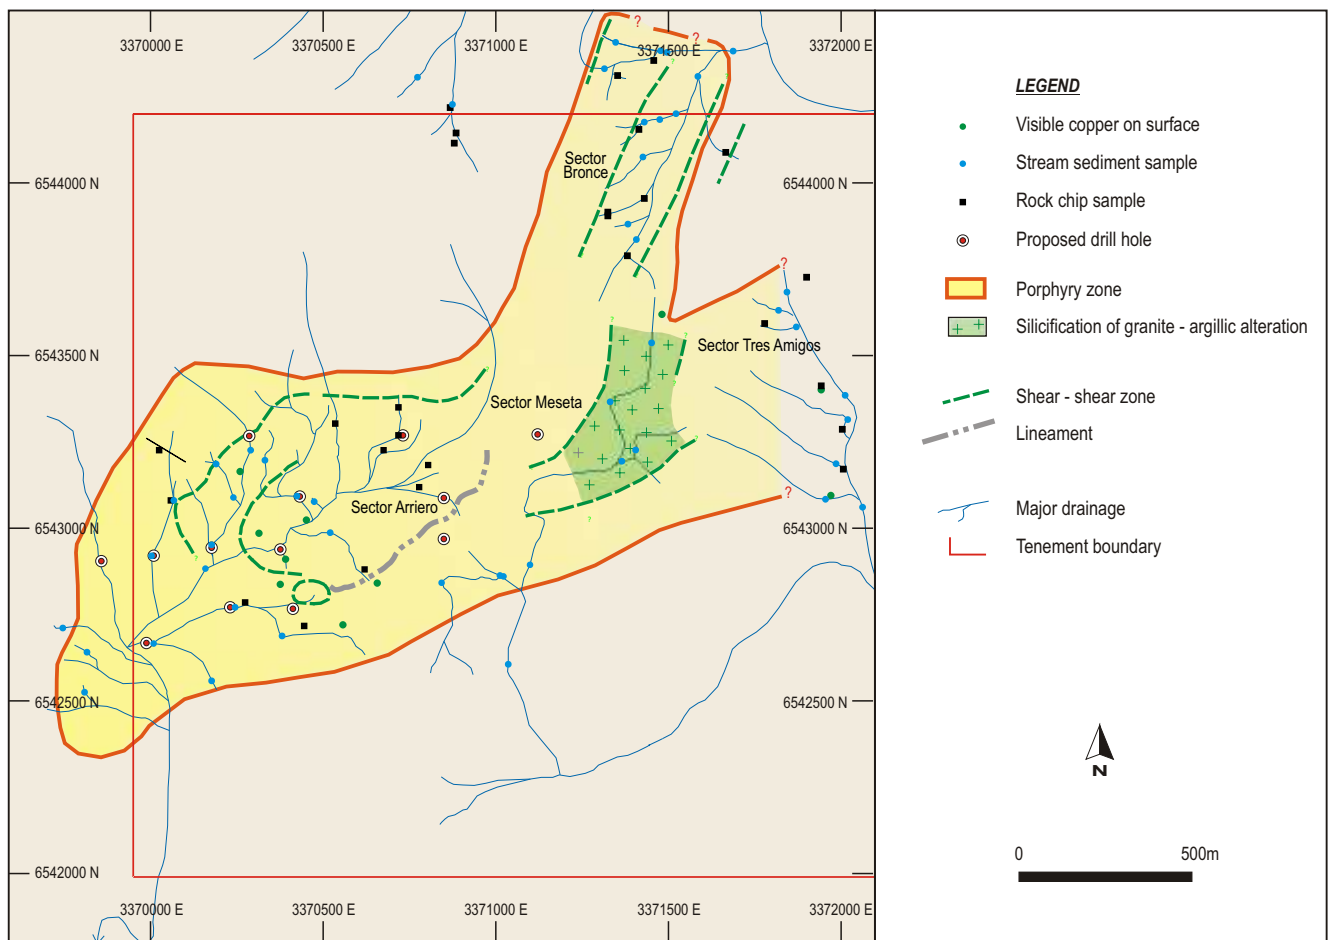 3370000 E
3370500 E
3371000 E
3371500 E
3372000 E
?
?
?
?
Sector
Bronce
6544000 N
6544000 N
?
?
?
Sector Tres Amigos
6543500 N
6543500 N
Sector Meseta
?
Sector Arriero
?
?
6543000 N
6543000 N
?
?
6542500 N
6542500 N
6542000 N
6542000 N
3370000 E
3370500 E
3371000 E
3371500 E
3372000 E
LEGEND
Visible copper on surface
Stream sediment sample
Rock chip sample
Proposed drill hole
Porphyry zone
Silicification of granite - argillic alteration
Shear - shear zone
Lineament
Major drainage
Tenement boundary
N
0 500m